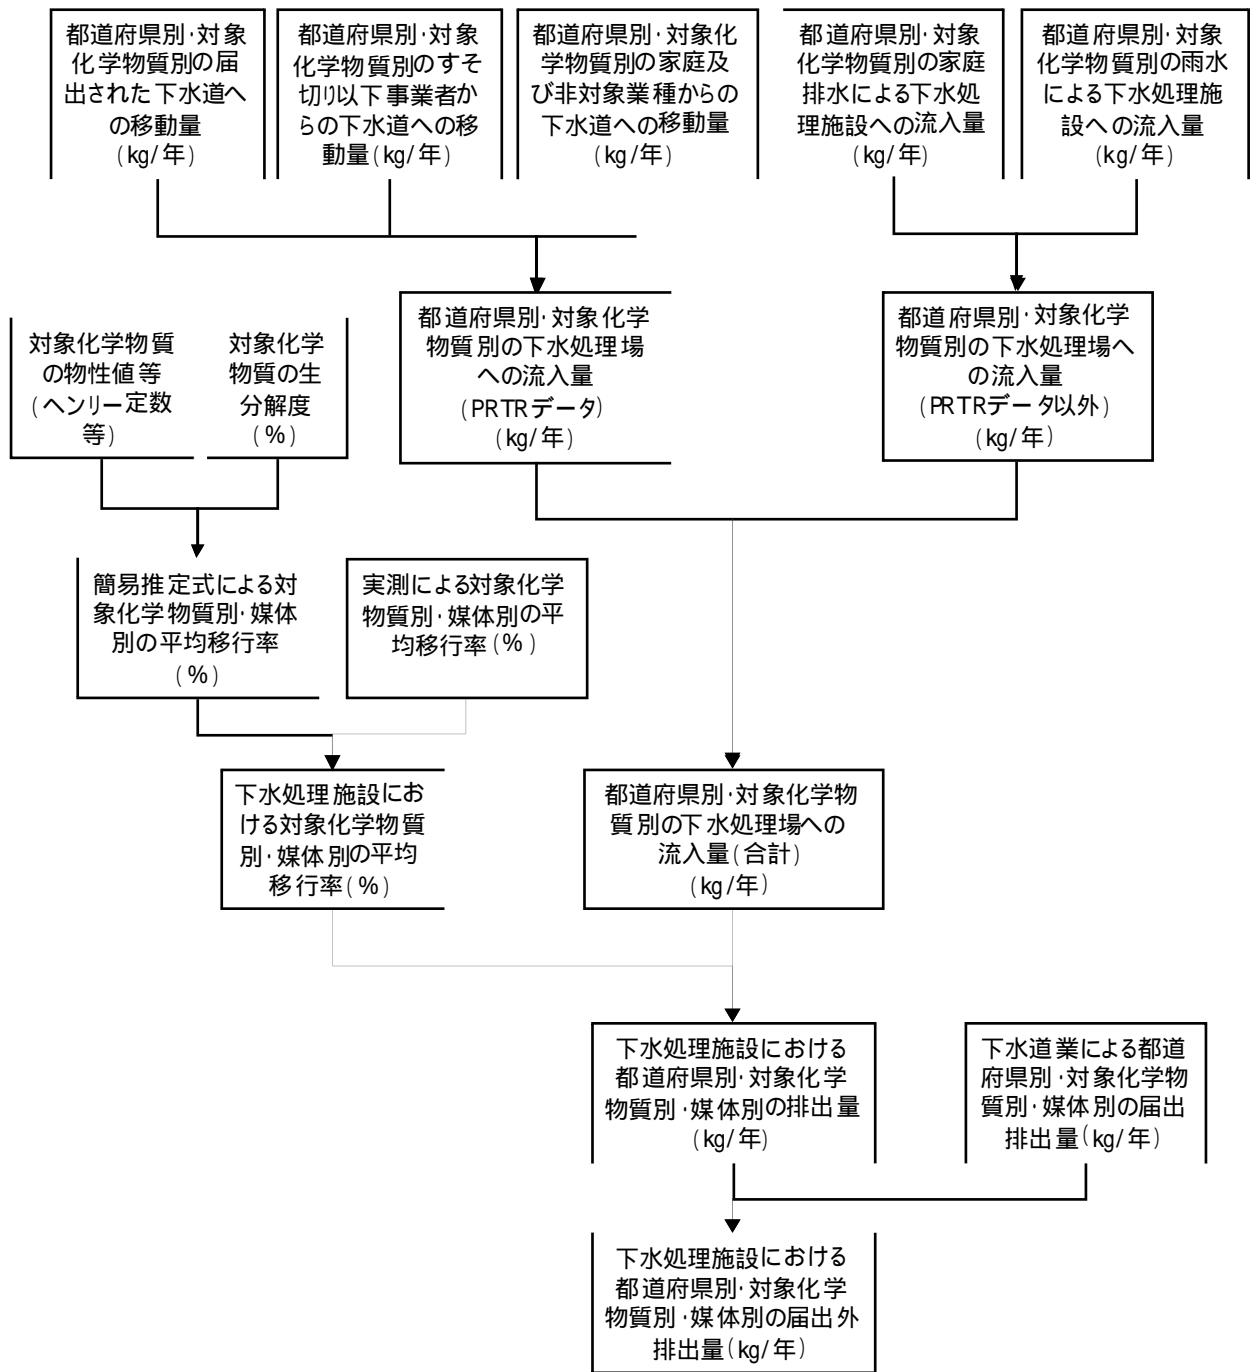 都道府県別・対象
化学物質別の届
出された下水道へ
の移動量
(kg/年)
都道府県別・対象
化学物質別のすそ
切り以下事業者か
らの下水道への移
動量(kg/年)
都道府県別・対象化
学物質別の家庭及
び非対象業種からの
下水道への移動量
(kg/年)
都道府県別・対象
化学物質別の家庭
排水による下水処
理施設への流入量
(kg/年)
都道府県別・対象
化学物質別の雨水
による下水処理施
設への流入量
(kg/年)
対象化学物質
の物性値等
(ヘンリー定数
等)
対象化学
物質の生
分解度
(%)
都道府県別・対象化学
物質別の下水処理場
への流入量
(PRTRデータ)
(kg/年)
都道府県別・対象化学
物質別の下水処理場へ
の流入量
(PRTRデータ以外)
(kg/年)
簡易推定式による対
象化学物質別・媒体
別の平均移行率
(%)
実測による対象化学
物質別・媒体別の平
均移行率(%)
下水処理施設にお
ける対象化学物質
別・媒体別の平均
移行率(%)
都道府県別・対象化学物
質別の下水処理場への
流入量(合計)
(kg/年)
下水処理施設における
都道府県別・対象化学
物質別・媒体別の排出量
(kg/年)
下水道業による都道
府県別・対象化学物
質別・媒体別の届出
排出量(kg/年)
下水処理施設における
都道府県別・対象化学
物質別・媒体別の届出外
排出量(kg/年)